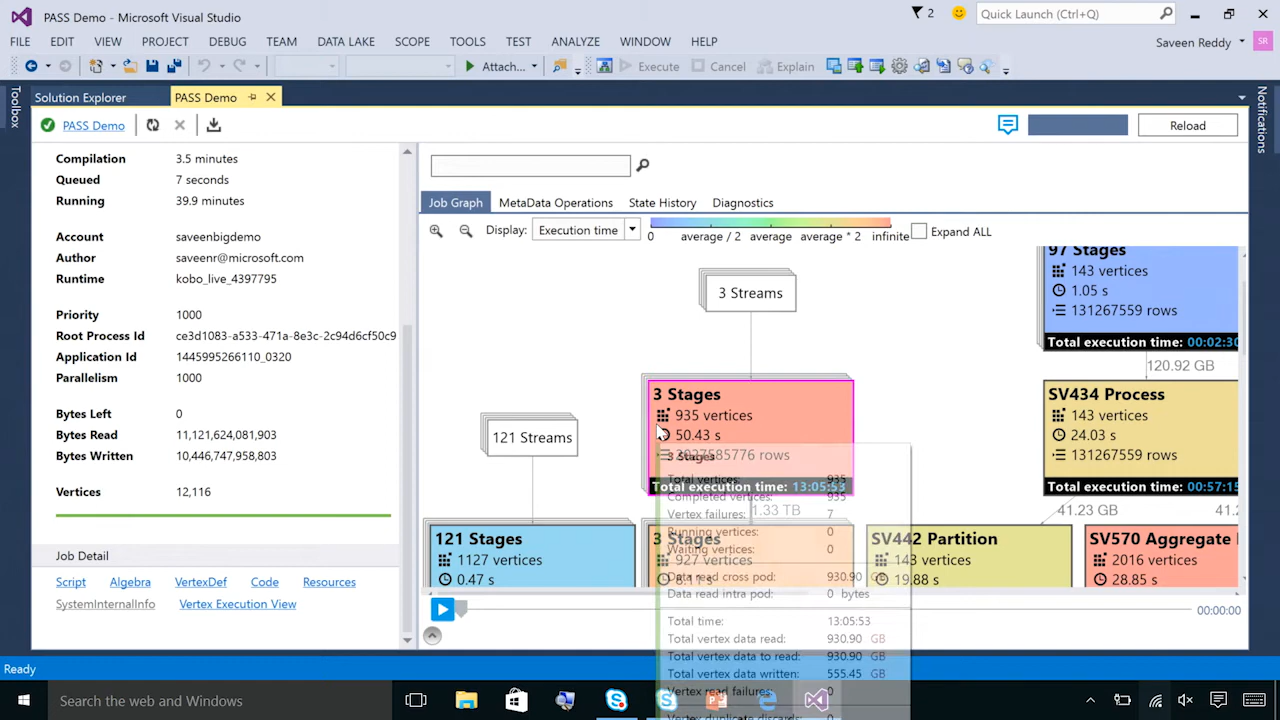 PASS Demo - Microsoft Visual Studio
2
Quick Launch (Ctrl+Q)
FILE EDIT VIEW PROJECT DEBUG TEAM DATA LAKE SCOPE TOOLS TEST ANALYZE WINDOW HELP
Saveen Reddy
SR
Attach...
Execute
Cancel
Explain
Toolbox
Solution Explorer
PASS Demo
Notifications
PASS Demo
Reload
Compilation 3.5 minutes
Queued 7 seconds
Running 39.9 minutes
Account saveenbigdemo
Author saveenr@microsoft.com
Runtime kobo_live_4397795
Priority 1000
Root Process Id ce3d1083-a533-471a-8e3c-2c94d6cf50c9
Application Id 1445995266110_0320
Parallelism 1000
Bytes Left 0
Bytes Read 11,121,624,081,903
Bytes Written 10,446,747,958,803
Vertices 12,116
Job Detail
Script Algebra VertexDef Code Resources
SystemInternalInfo Vertex Execution View
Job Graph MetaData Operations State History Diagnostics
Display: Execution time
0 average / 2 average average * 2 infinite
Expand ALL
3 Streams
97 Stages
143 vertices
1.05 s
131267559 rows
Total execution time: 00:02:30
120.92 GB
3 Stages
935 vertices
50.43 s
Total execution time: 13:05:53
1.33 TB
121 Streams
SV434 Process
143 vertices
24.03 s
131267559 rows
Total execution time: 00:57:15
41.23 GB
41.2
121 Stages
1127 vertices
0.47 s
3 Stages
927 vertices
SV442 Partition
143 vertices
19.88 s
SV570 Aggregate
2016 vertices
28.85 s
3 Stages
Total vertices: 935
Completed vertices: 935
Vertex failures: 7
Running vertices: 0
Waiting vertices: 0
Data read cross pod: 930.90 GB
Data read intra pod: 0 bytes
Total time: 13:05:53
Total vertex data read: 930.90 GB
Total vertex data to read: 930.90 GB
Total vertex data written: 555.45 GB
Vertex read failures: 0
Vertex duplicate discards: 0
00:00:00
Ready
Search the web and Windows